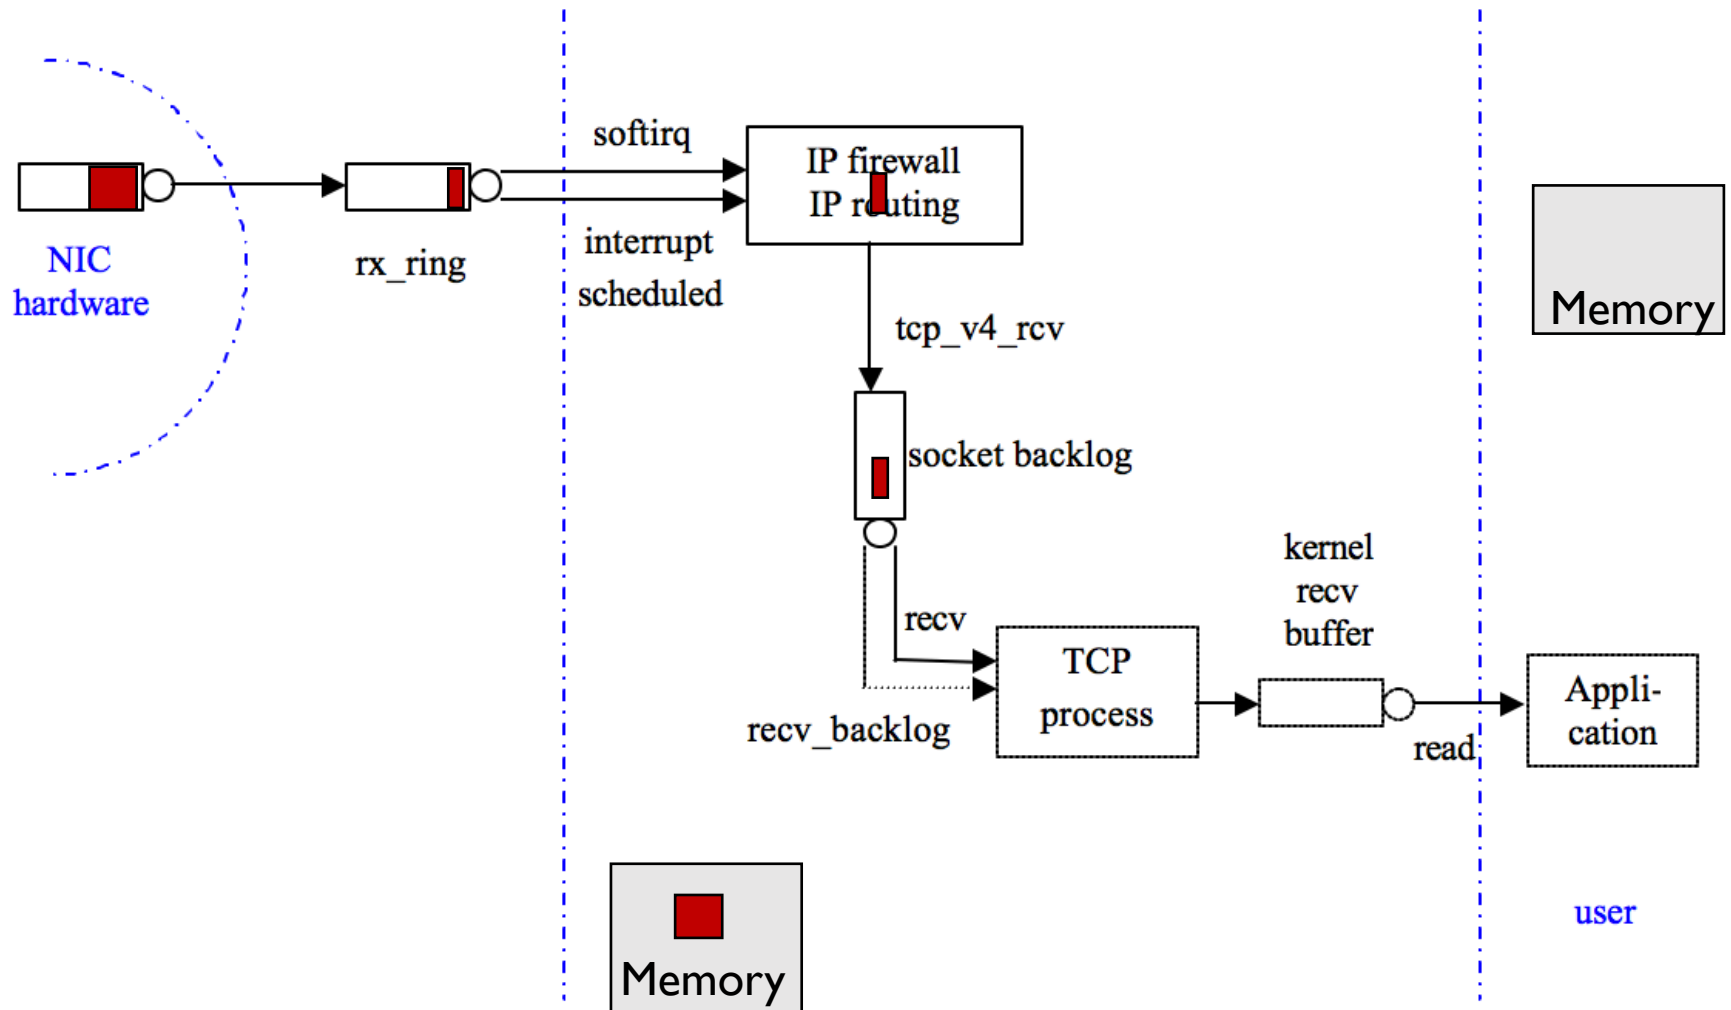 NIC
hardware
rx_ring
softirq
interrupt
scheduled
IP firewall
IP routing
tcp_v4_rcv
socket backlog
recv
recv_backlog
TCP
process
kernel
recv
buffer
read
Appli-
cation
Memory
Memory
user